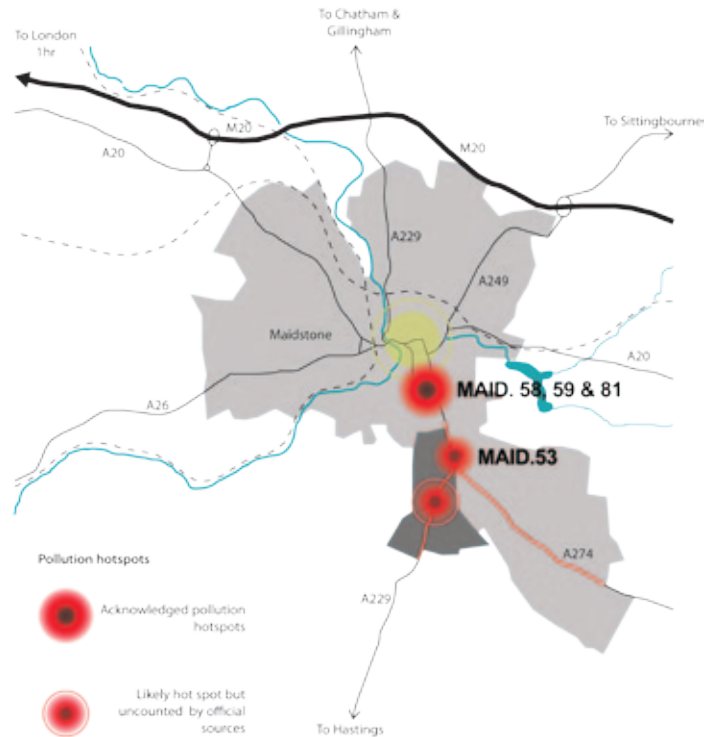 To Chatham &
Gillingham
To London
1hr
To Sittingbourne
M20
M20
A20
A229
A249
Maidstone
A20
A26
MAID. 58, 59 & 81
MAID.53
A274
Pollution hotspots
A229
Acknowledged pollution
hotspots
Likely hot spot but
uncounted by official
sources
To Hastings